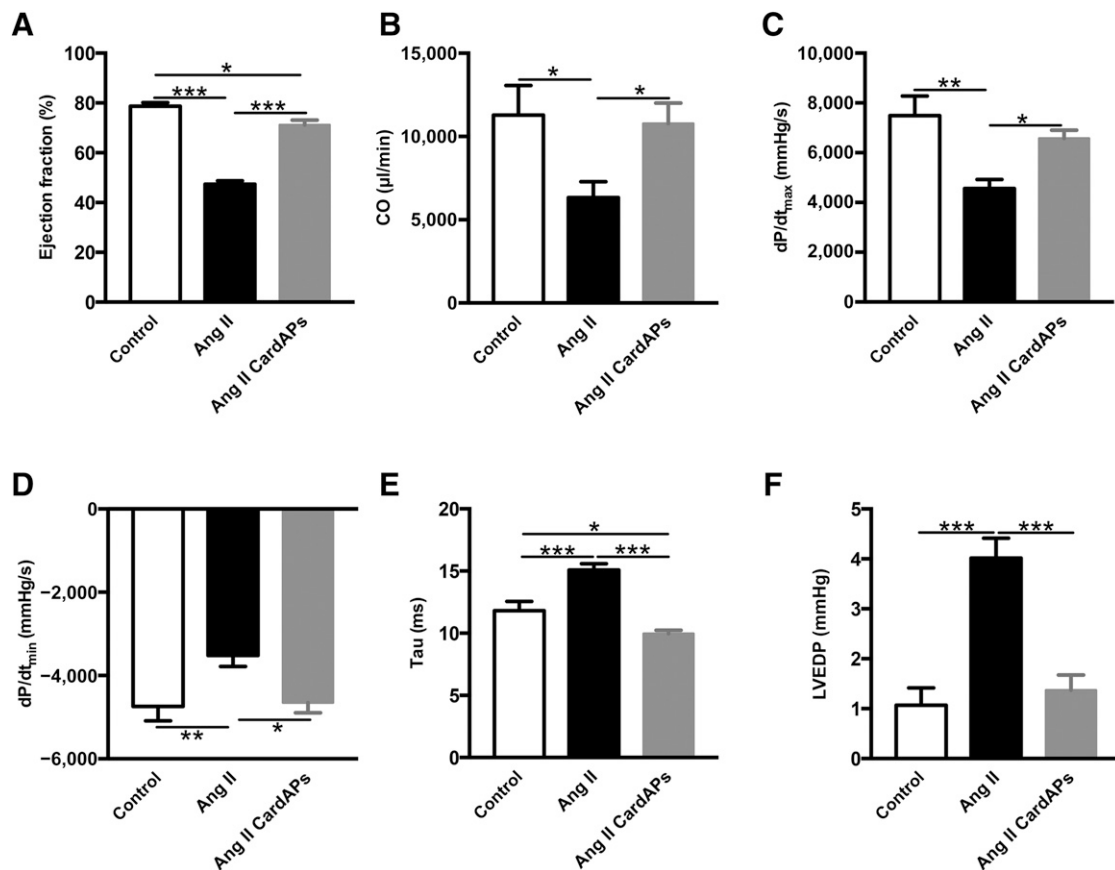 A
Ejection fraction (%)
100
80
60
40
20
0
*
***
***
Control
Ang II
Ang II CardAPs
B
CO (µl/min)
15,000
10,000
5,000
0
*
*
Control
Ang II
Ang II CardAPs
C
dP/dtmax (mmHg/s)
10,000
8,000
6,000
4,000
2,000
0
**
*
Control
Ang II
Ang II CardAPs
D
dP/dtmin (mmHg/s)
0
−2,000
−4,000
−6,000
**
*
Control
Ang II
Ang II CardAPs
E
Tau (ms)
20
15
10
5
0
*
***
***
Control
Ang II
Ang II CardAPs
F
LVEDP (mmHg)
5
4
3
2
1
0
***
***
Control
Ang II
Ang II CardAPs